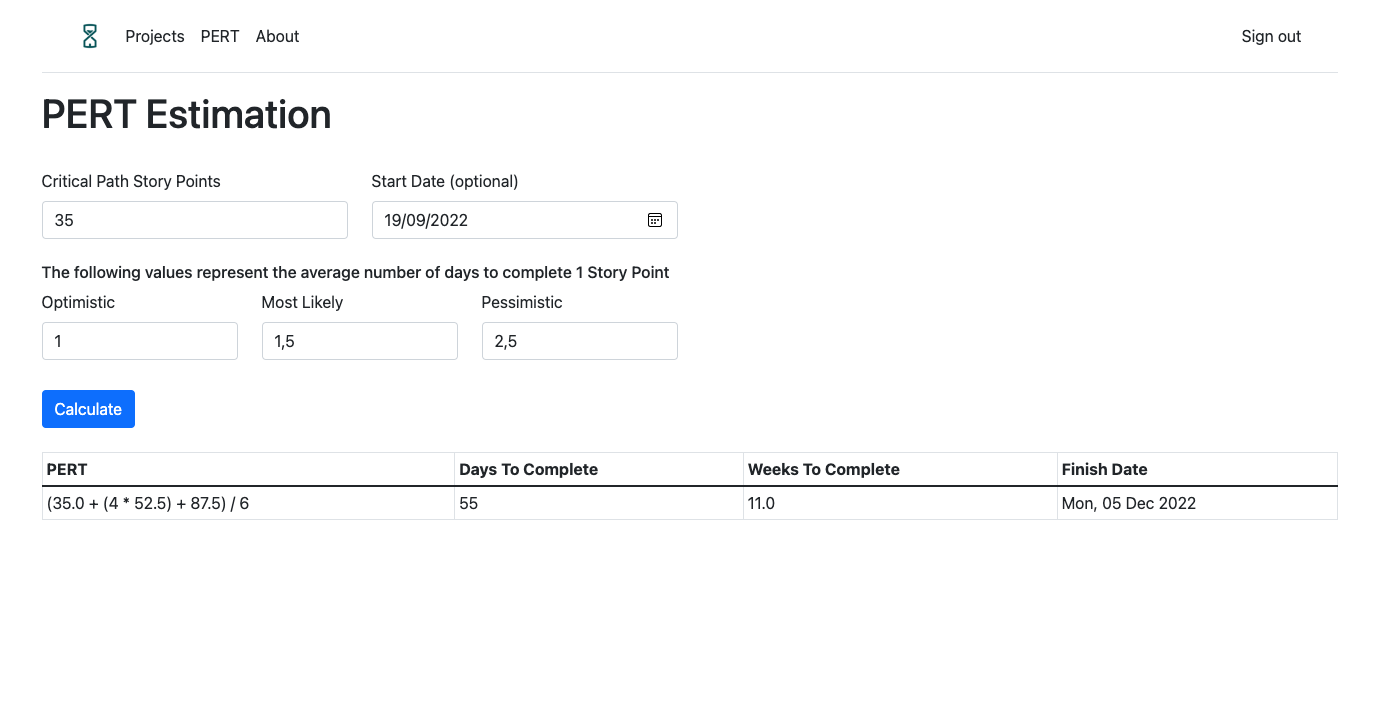 Projects PERT About Sign out
PERT Estimation
Critical Path Story Points Start Date (optional)
35 19/09/2022
The following values represent the average number of days to complete 1 Story Point
Optimistic Most Likely Pessimistic
1 1,5 2,5
Calculate
PERT Days To Complete Weeks To Complete Finish Date
(35.0 + (4 * 52.5) + 87.5) / 6 55 11.0 Mon, 05 Dec 2022